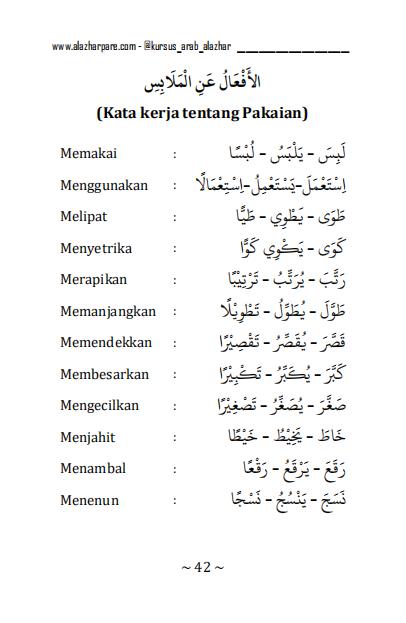 www.alazharpare.com - @kursus_arab_alazhar
الأَفْعَالُ عَنِ الْمَلَابِسِ
(Kata kerja tentang Pakaian)
Memakai : لَبِسَ – يَلْبَسُ – لُبْسًا
Menggunakan : اِسْتَعْمَلَ–يَسْتَعْمِلُ–اِسْتِعْمَالًا
Melipat : طَوَى – يَطْوِي – طَيًّا
Menyetrika : كَوَى – يَكْوِي كَوًّا
Merapikan : رَتَّبَ – يُرَتِّبُ – تَرْتِيْبًا
Memanjangkan : طَوَّلَ – يُطَوِّلُ – تَطْوِيْلًا
Memendekkan : قَصَّرَ – يُقَصِّرُ – تَقْصِيْرًا
Membesarkan : كَبَّرَ – يُكَبِّرُ – تَكْبِيْرًا
Mengecilkan : صَغَّرَ – يُصَغِّرُ – تَصْغِيْرًا
Menjahit : خَاطَ – يَخِيْطُ – خَيْطًا
Menambal : رَقَعَ – يَرْقَعُ – رَقْعًا
Menenun : نَسَجَ – يَنْسُجُ – نَسْجًا
~ 42 ~